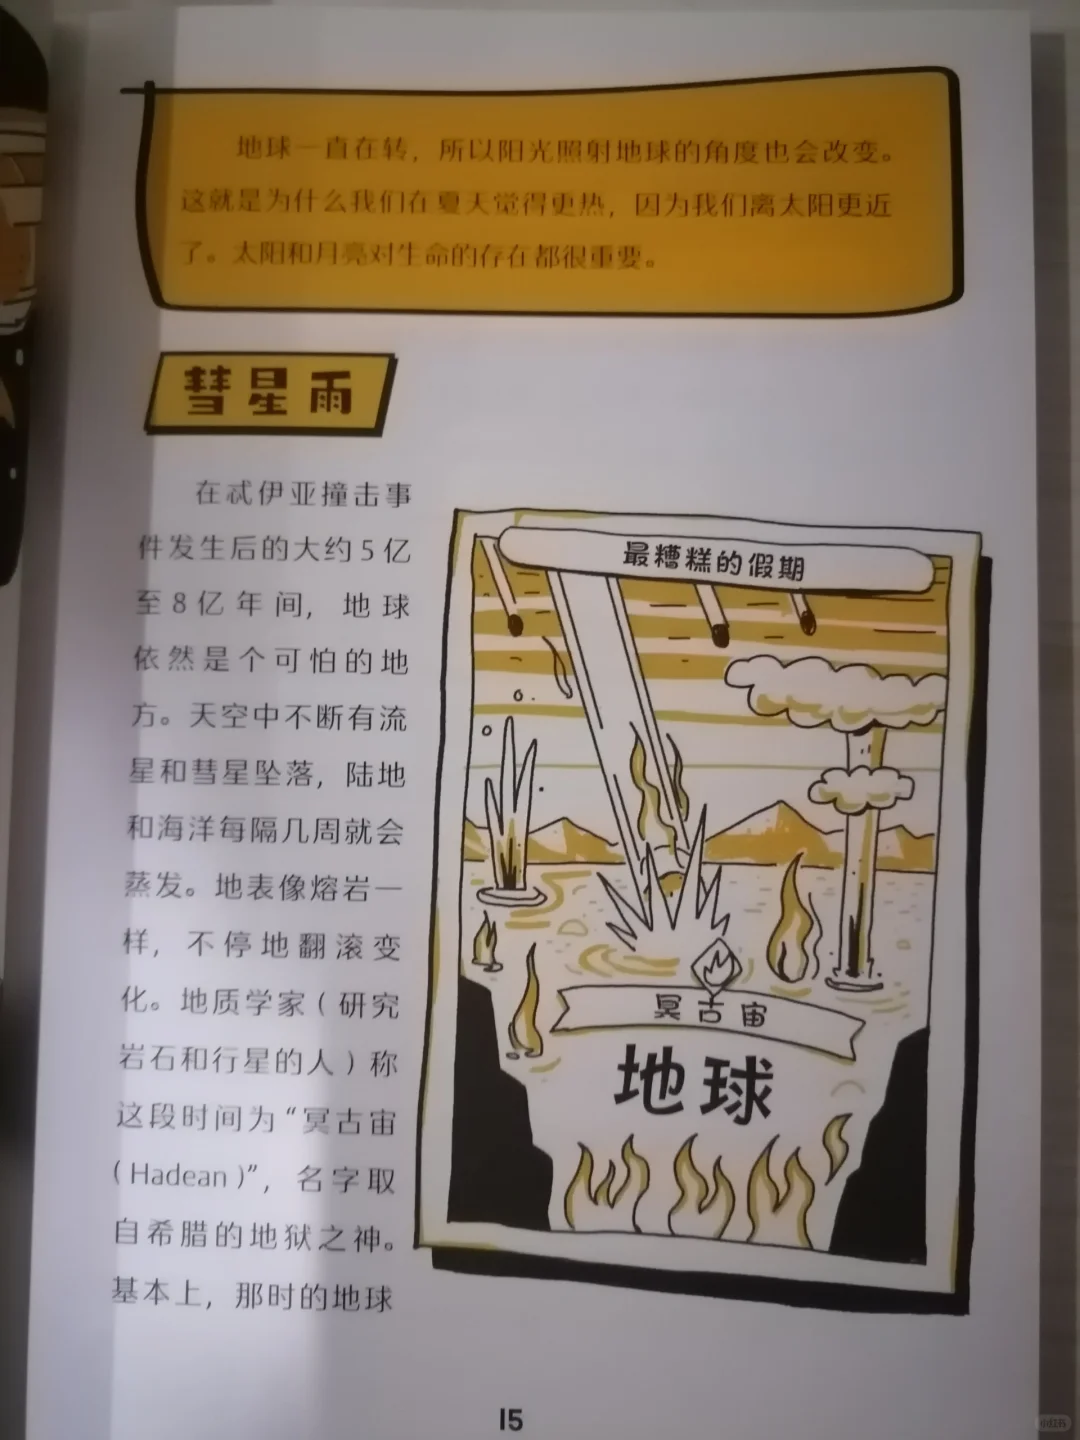 地球一直在转，所以阳光照射地球的角度也会改变。
这就是为什么我们在夏天觉得更热，因为我们离太阳更近
了。太阳和月亮对生命的存在都很重要。
彗星雨
在忒伊亚撞击事
件发生后的大约5亿
至8亿年间，地球
依然是个可怕的地
方。天空中不断有流
星和彗星坠落，陆地
和海洋每隔几周就会
蒸发。地表像熔岩一
样，不停地翻滚变
化。地质学家（研究
岩石和行星的人）称
这段时间为“冥古宙
（Hadean）”，名字取
自希腊的地狱之神。
基本上，那时的地球
最糟糕的假期
冥古宙
地球
15
小红书